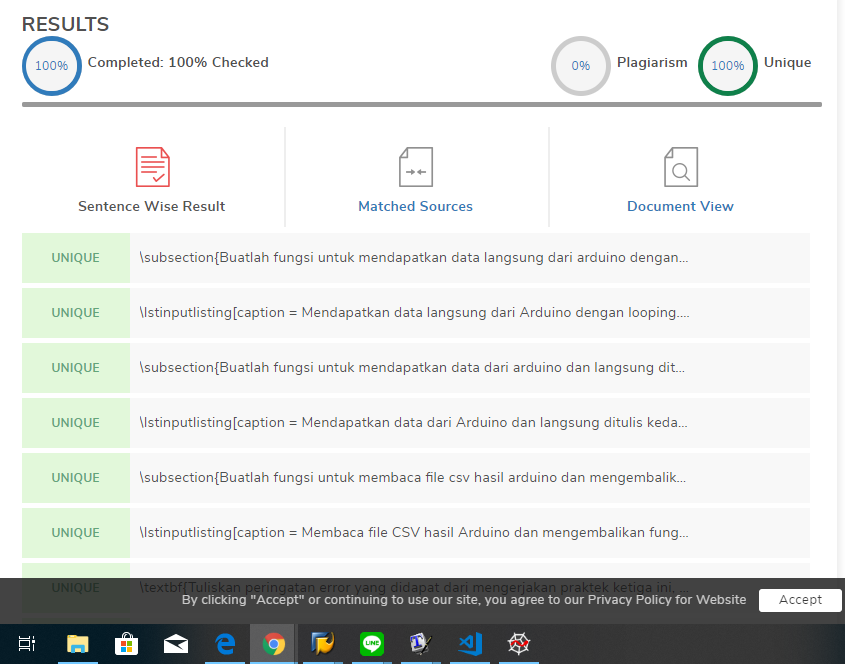 RESULTS
100% Completed: 100% Checked 0% Plagiarism 100% Unique
Sentence Wise Result Matched Sources Document View
UNIQUE \subsection{Buatlah fungsi untuk mendapatkan data langsung dari arduino dengan...
UNIQUE \lstinputlisting[caption = Mendapatkan data langsung dari Arduino dengan looping....
UNIQUE \subsection{Buatlah fungsi untuk mendapatkan data dari arduino dan langsung dit...
UNIQUE \lstinputlisting[caption = Mendapatkan data dari Arduino dan langsung ditulis keda...
UNIQUE \subsection{Buatlah fungsi untuk membaca file csv hasil arduino dan mengembalik...
UNIQUE \lstinputlisting[caption = Membaca file CSV hasil Arduino dan mengembalikan fung...
UNIQUE \textbf{Tuliskan peringatan error yang didapat dari mengerjakan praktek ketiga ini, ...
By clicking "Accept" or continuing to use our site, you agree to our Privacy Policy for Website Accept
LINE